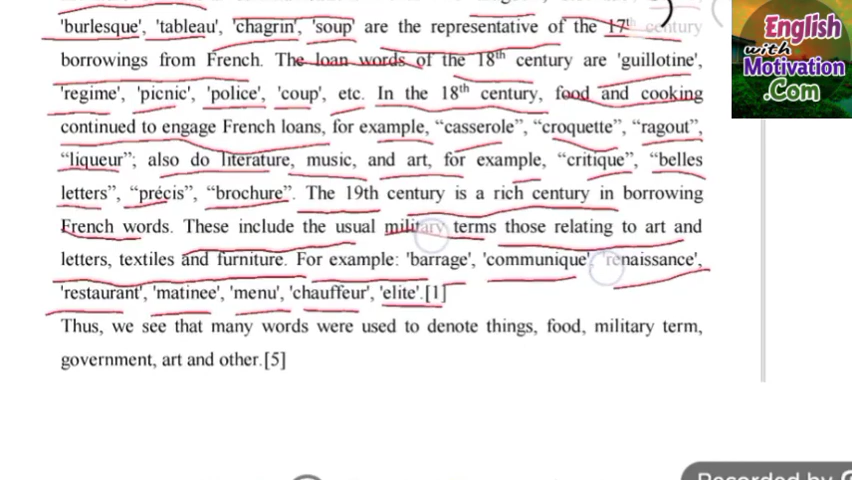 'burlesque', 'tableau', 'chagrin', 'soup' are the representative of the 17th century
borrowings from French. The loan words of the 18th century are 'guillotine',
'regime', 'picnic', 'police', 'coup', etc. In the 18th century, food and cooking
continued to engage French loans, for example, “casserole”, “croquette”, “ragout”,
“liqueur”; also do literature, music, and art, for example, “critique”, “belles
letters”, “précis”, “brochure”. The 19th century is a rich century in borrowing
French words. These include the usual military terms those relating to art and
letters, textiles and furniture. For example: 'barrage', 'communique' 'renaissance',
'restaurant', 'matinee', 'menu', 'chauffeur', 'elite'.[1]
Thus, we see that many words were used to denote things, food, military term,
government, art and other.[5]
English
with
Motivation
.Com
Recorded by